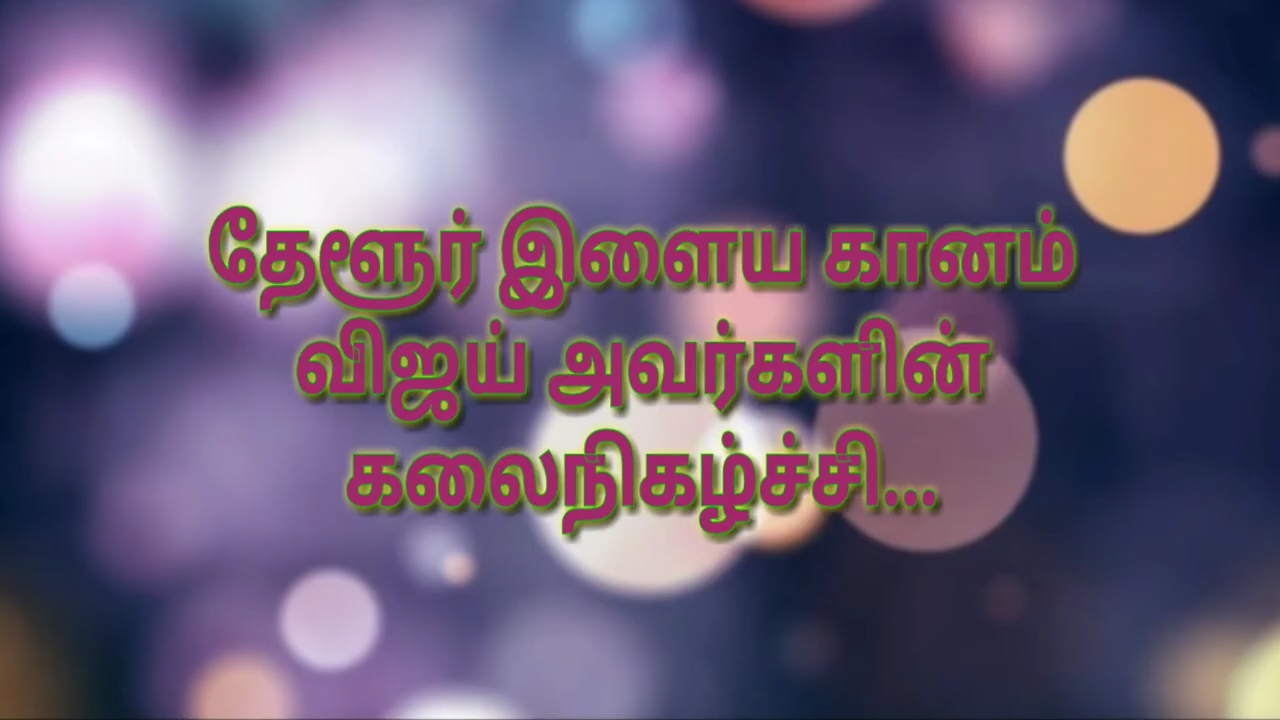 தேளூர் இளைய கானம்
விஜய் அவர்களின்
கலைநிகழ்ச்சி...